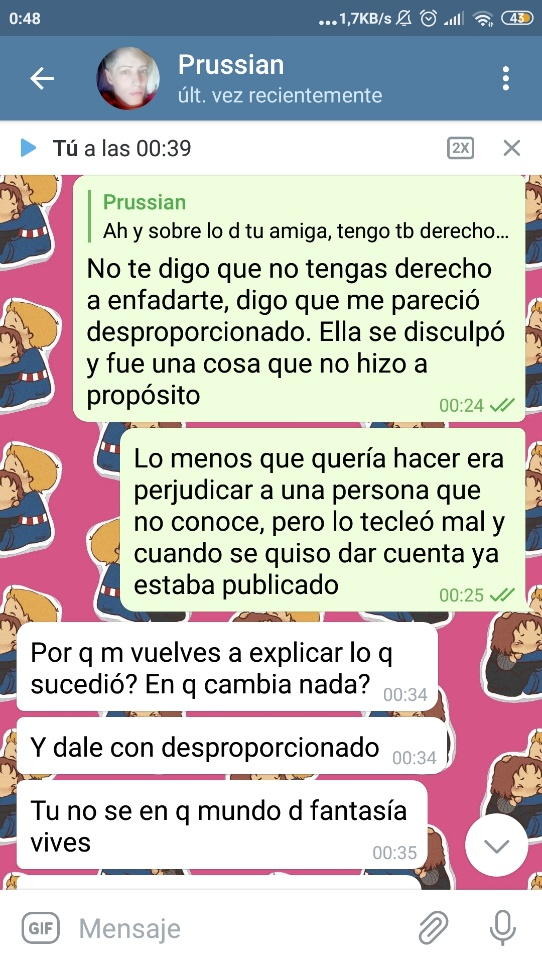 0:48
...1,7KB/s
43
Prussian
últ. vez recientemente
Tú a las 00:39
2X
Prussian
Ah y sobre lo d tu amiga, tengo tb derecho...
No te digo que no tengas derecho
a enfadarte, digo que me pareció
desproporcionado. Ella se disculpó
y fue una cosa que no hizo a
propósito
00:24
Lo menos que quería hacer era
perjudicar a una persona que
no conoce, pero lo tecleó mal y
cuando se quiso dar cuenta ya
estaba publicado
00:25
Por q m vuelves a explicar lo q
sucedió? En q cambia nada?
00:34
Y dale con desproporcionado
00:34
Tu no se en q mundo d fantasía
vives
00:35
GIF
Mensaje